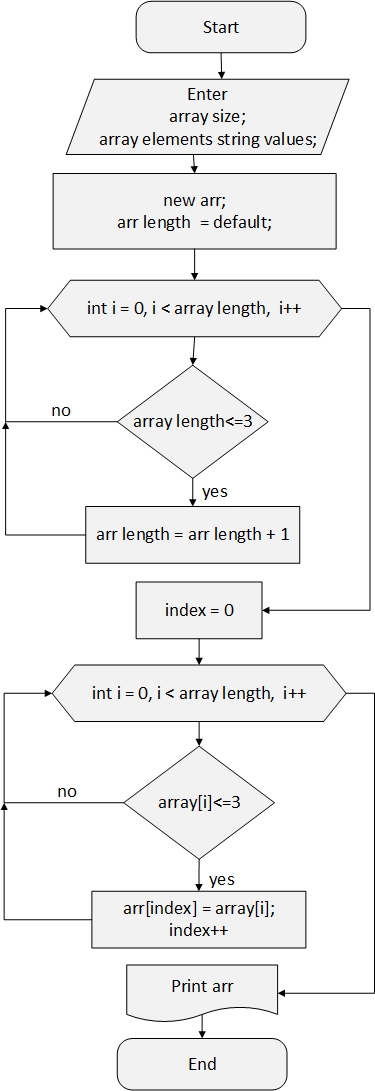 Start
Enter
array size;
array elements string values;
new arr;
arr length = default;
int i = 0, i < array length, i++
no
array length<=3
yes
arr length = arr length + 1
index = 0
int i = 0, i < array length, i++
no
array[i]<=3
yes
arr[index] = array[i];
index++
Print arr
End